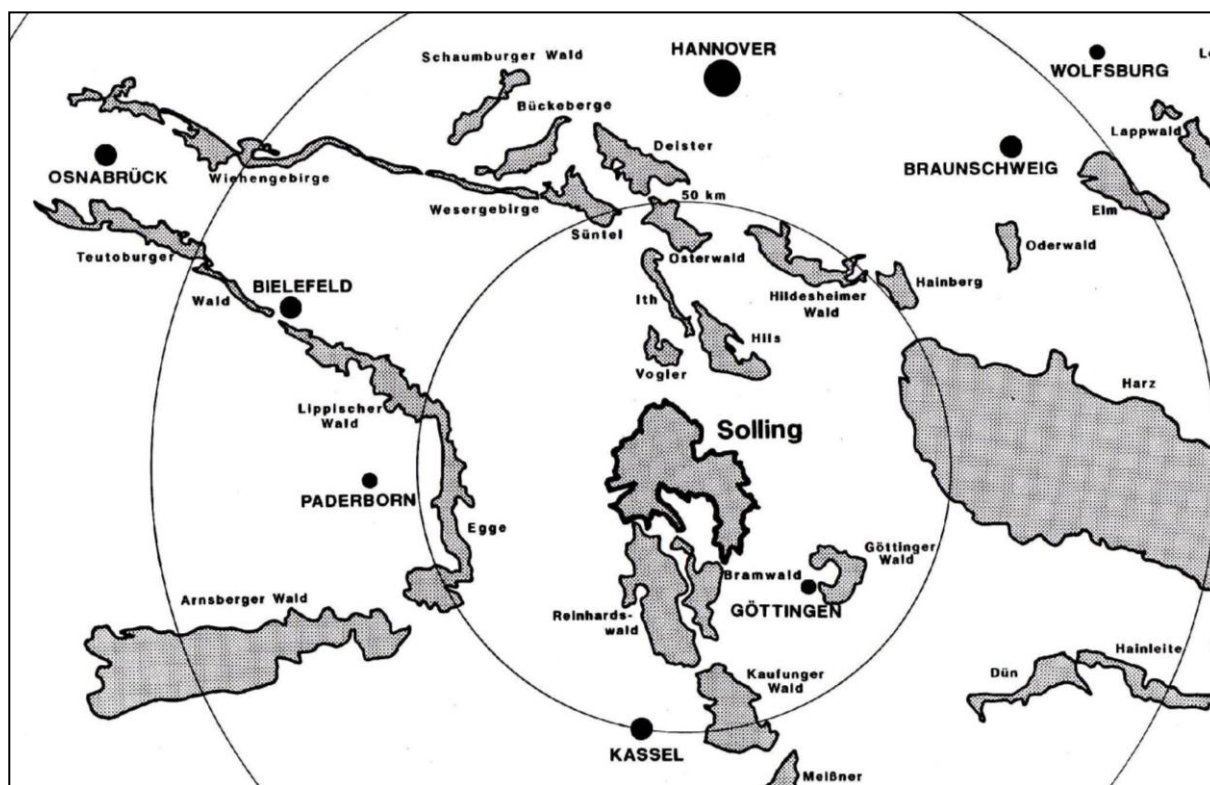 HANNOVER
Schaumburger Wald
WOLFSBURG
Le
Bückeberge
Lappwald
Deister
BRAUNSCHWEIG
OSNABRÜCK
Wiehengebirge
50 km
Wesergebirge
Elm
Süntel
Oderwald
Teutoburger
Osterwald
Wald
BIELEFELD
Ith
Hildesheimer
Wald
Hainberg
Hils
Vogler
Harz
Lippischer
Wald
Solling
PADERBORN
Egge
Göttinger
Wald
Bramwald
GÖTTINGEN
Arnsberger Wald
Reinhards-
wald
Hainleite
Dün
Kaufunger
Wald
KASSEL
Meißner